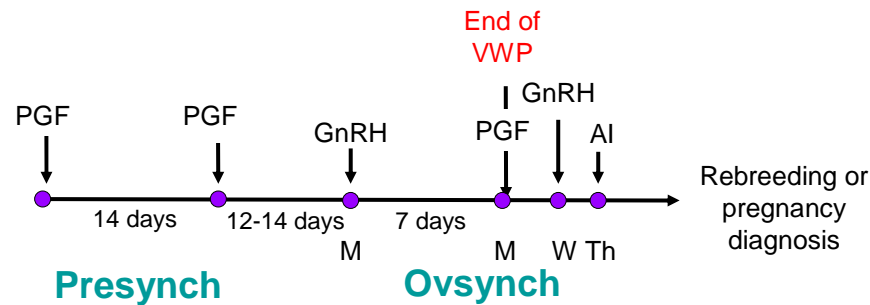 End of
VWP
PGF
PGF
GnRH
PGF
GnRH
AI
14 days
12-14 days
7 days
M
M
W
Th
Rebreeding or
pregnancy
diagnosis
Presynch
Ovsynch